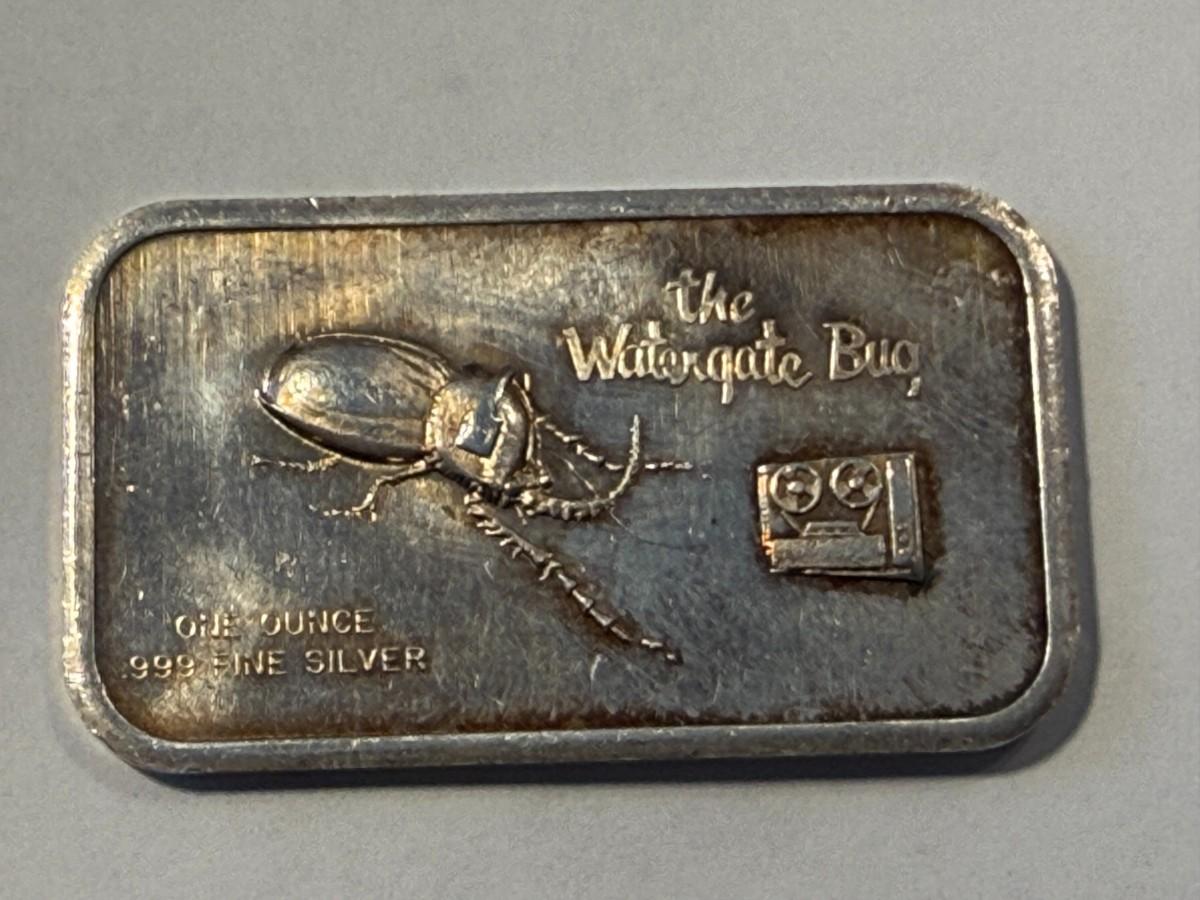 the
Watergate Bug
ONE OUNCE
.999 FINE SILVER